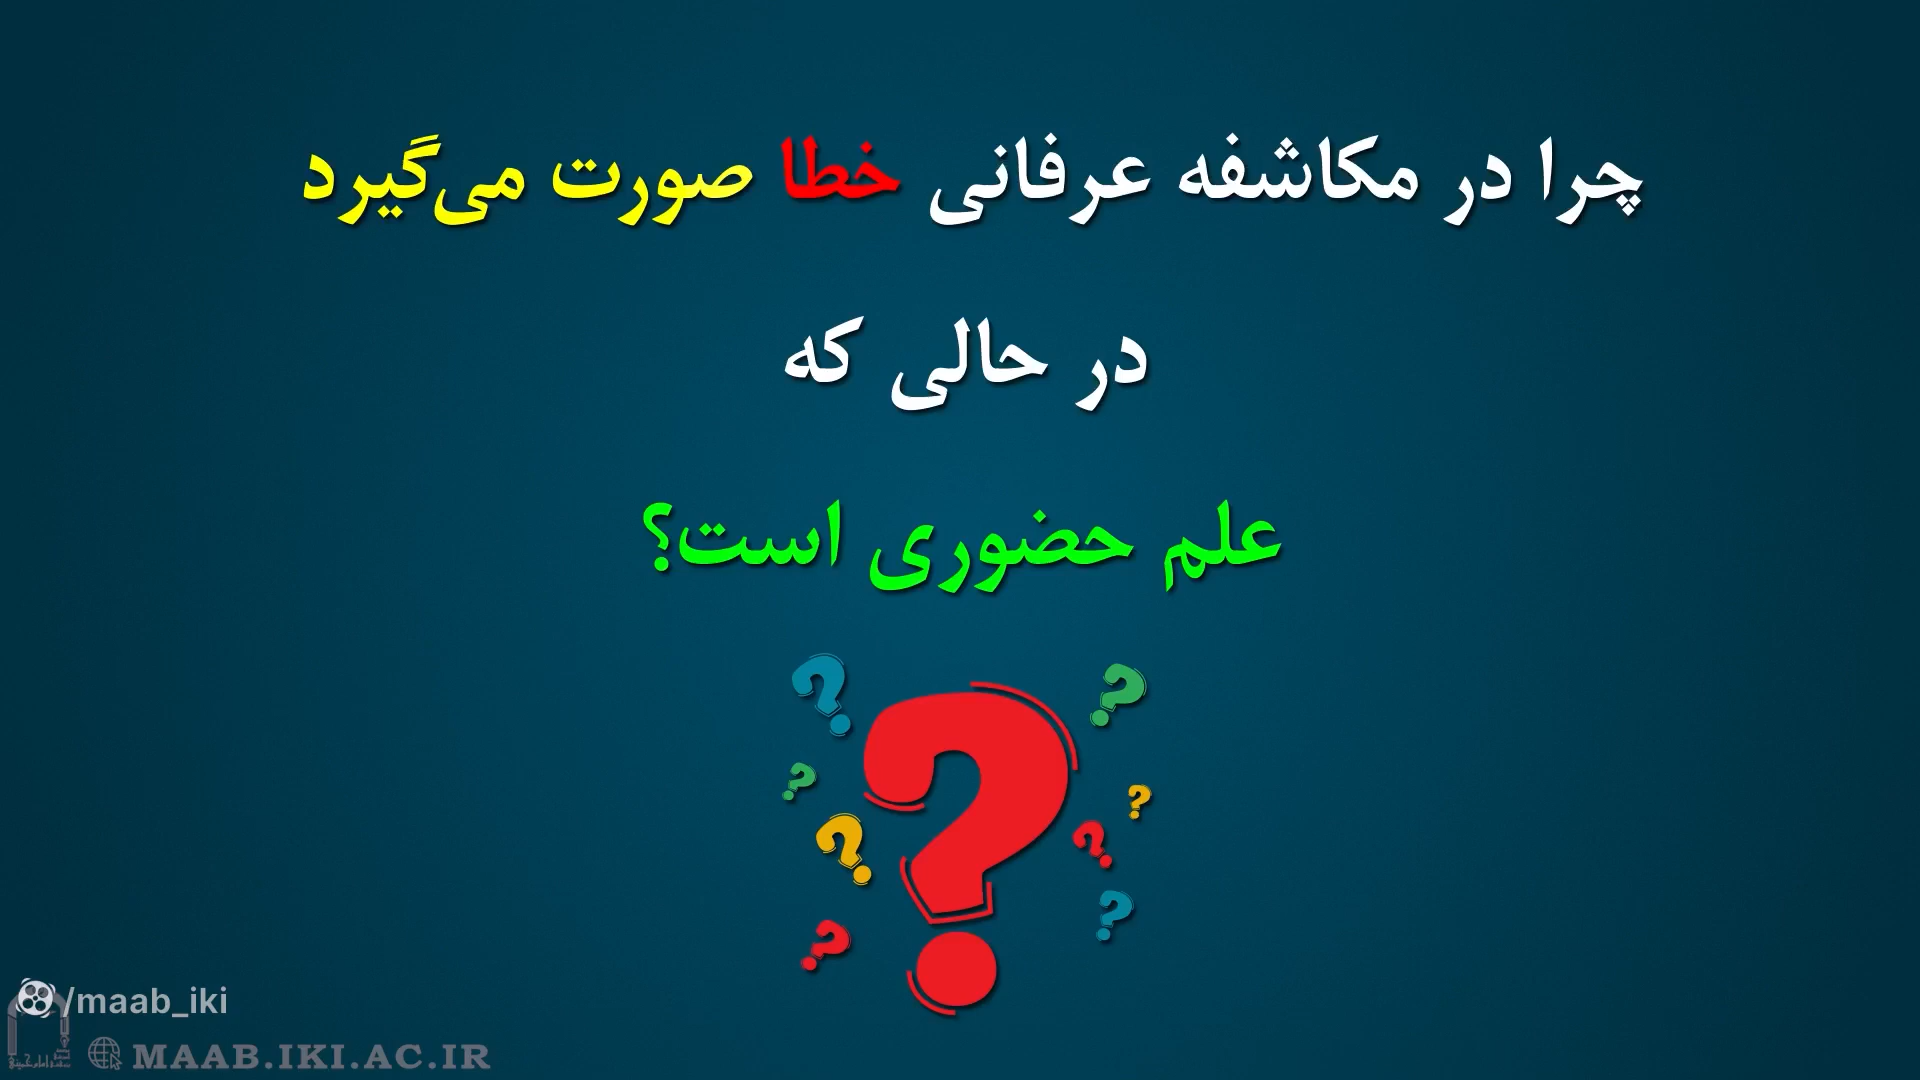 چرا در مکاشفه عرفانی خطا صورت می‌گیرد
در حالی که
علم حضوری است؟
/maab_iki
MAAB.IKI.AC.IR